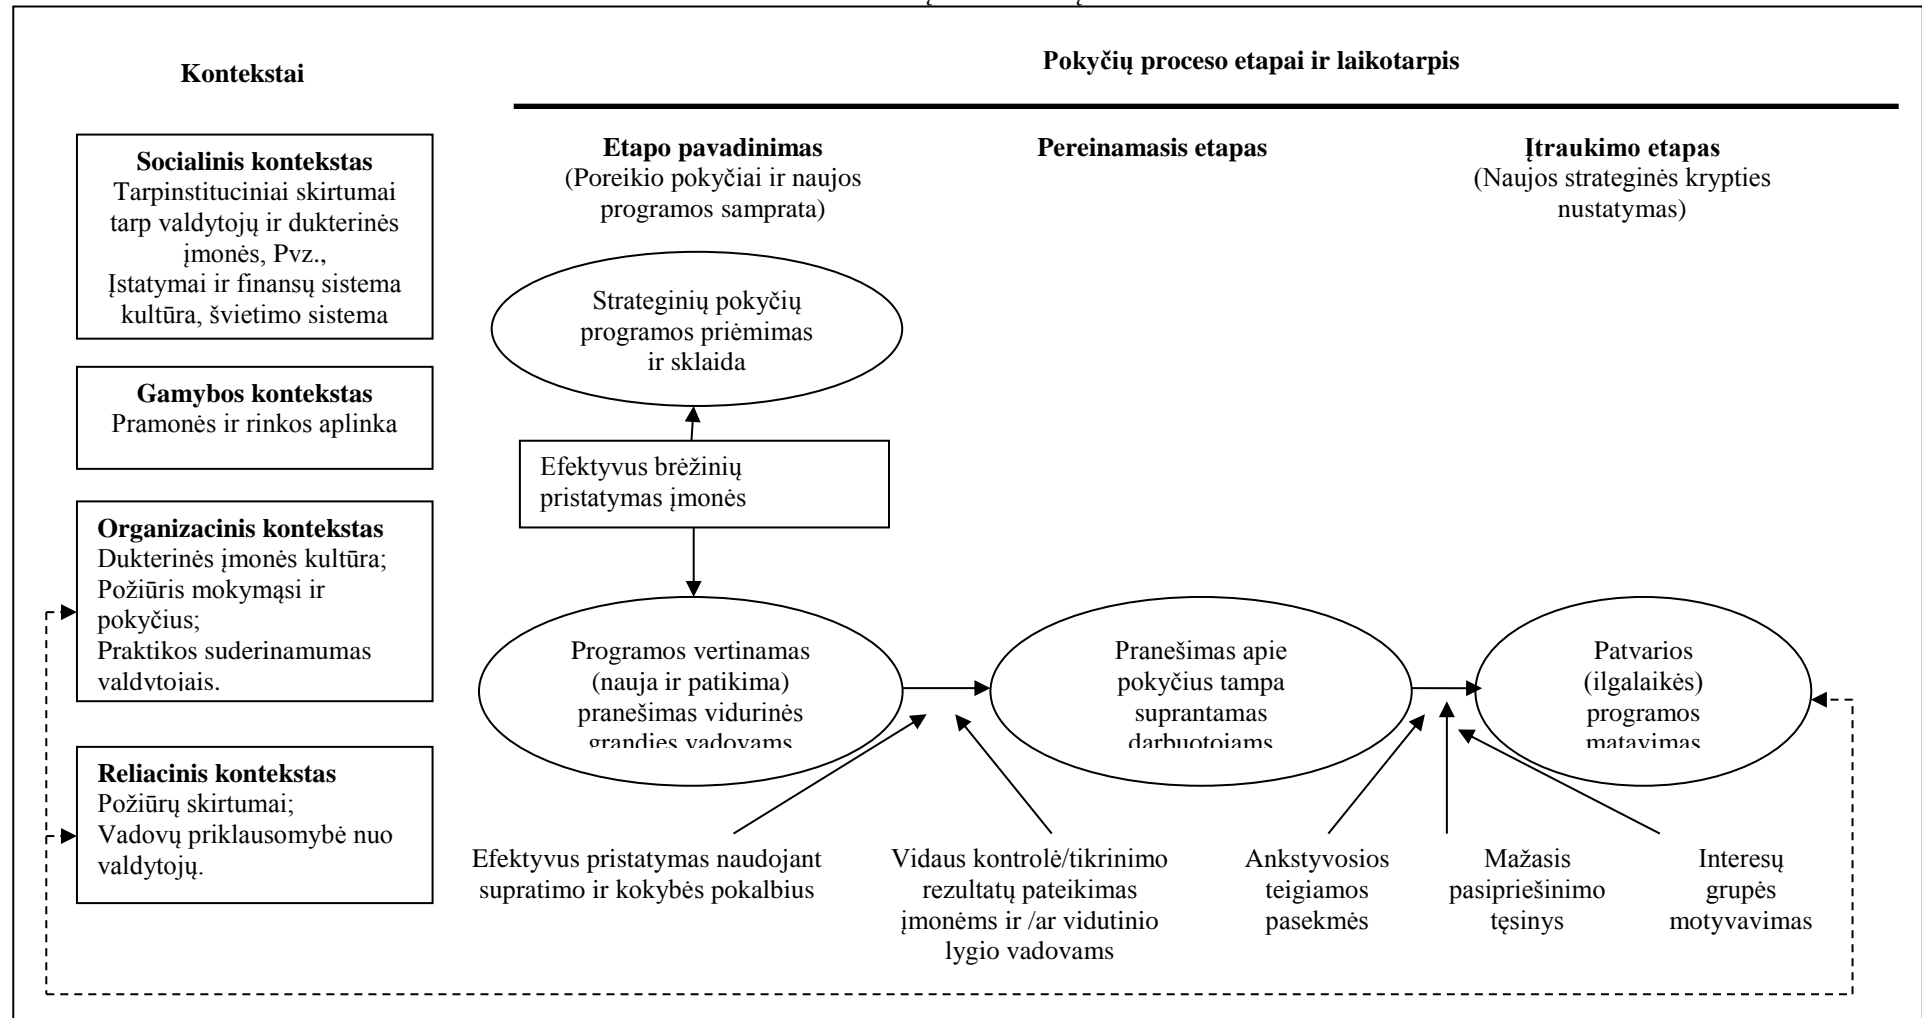 Kontekstai
Pokyčių proceso etapai ir laikotarpis
Socialinis kontekstas
Tarpinstituciniai skirtumai
tarp valdytojų ir dukterinės
įmonės, Pvz.,
Įstatymai ir finansų sistema
kultūra, švietimo sistema
Gamybos kontekstas
Pramonės ir rinkos aplinka
Organizacinis kontekstas
Dukterinės įmonės kultūra;
Požiūris mokymąsi ir
pokyčius;
Praktikos suderinamumas
valdytojais.
Reliacinis kontekstas
Požiūrų skirtumai;
Vadovų priklausomybė nuo
valdytojų.
Etapo pavadinimas
(Poreikio pokyčiai ir naujos
programos samprata)
Pereinamasis etapas
Įtraukimo etapas
(Naujos strateginės krypties
nustatymas)
Strateginių pokyčių
programos priėmimas
ir sklaida
Efektyvus brėžinių
pristatymas įmonės
Programos vertinamas
(nauja ir patikima)
pranešimas vidurinės
grandies vadovams
Pranešimas apie
pokyčius tampa
suprantamas
darbuotojams
Patvarios
(ilgalaikės)
programos
matavimas
Efektyvus pristatymas naudojant
supratimo ir kokybės pokalbius
Vidaus kontrolė/tikrinimo
rezultatų pateikimas
įmonėms ir /ar vidutinio
lygio vadovams
Ankstyvosios
teigiamos
pasekmės
Mažasis
pasipriešinimo
tęsinys
Interesų
grupės
motyvavimas